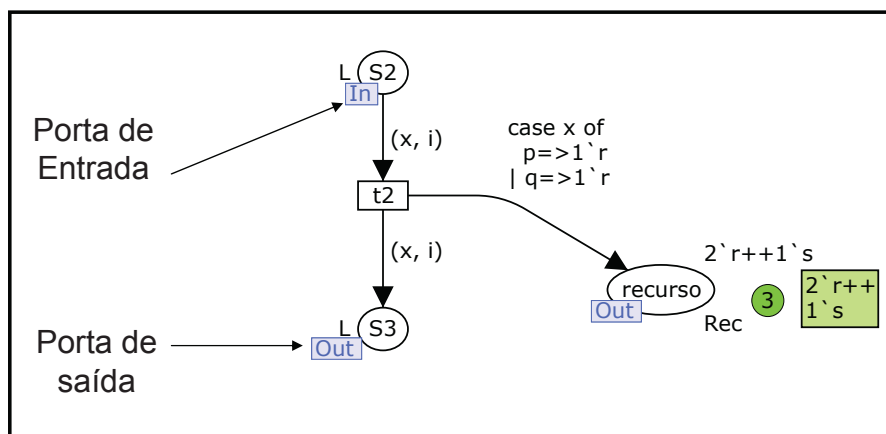 L
S2
In
Porta de
Entrada
(x, i)
case x of
p=>1`r
| q=>1`r
t2
(x, i)
2`r++1`s
recurso
Out
Rec
3
2`r++
1`s
L
S3
Out
Porta de
saída